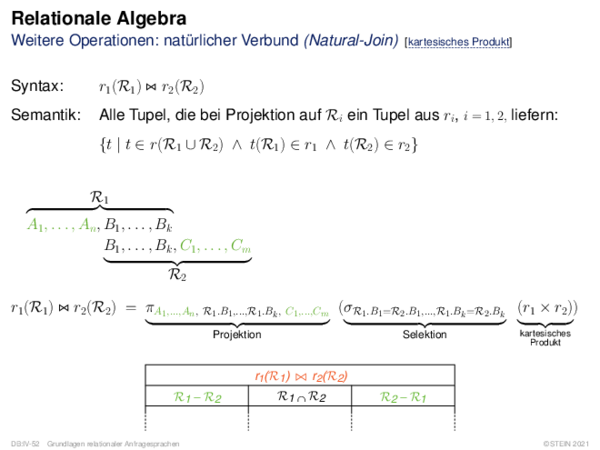 Relationale Algebra
Weitere Operationen: natürlicher Verbund (Natural-Join) [kartesisches Produkt]
Syntax: r₁(ℛ₁) ⋈ r₂(ℛ₂)
Semantik: Alle Tupel, die bei Projektion auf ℛᵢ ein Tupel aus rᵢ, i = 1, 2, liefern:
{t | t ∈ r(ℛ₁ ∪ ℛ₂) ∧ t(ℛ₁) ∈ r₁ ∧ t(ℛ₂) ∈ r₂}
ℛ₁
A₁, . . . , Aₙ, B₁, . . . , Bₖ
B₁, . . . , Bₖ, C₁, . . . , Cₘ
ℛ₂
r₁(ℛ₁) ⋈ r₂(ℛ₂) = π A₁,...,Aₙ, ℛ₁.B₁,...,ℛ₁.Bₖ, C₁,...,Cₘ (σ ℛ₁.B₁=ℛ₂.B₁,...,ℛ₁.Bₖ=ℛ₂.Bₖ (r₁ × r₂))
Projektion Selektion kartesisches
Produkt
r₁(ℛ₁) ⋈ r₂(ℛ₂)
ℛ₁ – ℛ₂ ℛ₁ ∩ ℛ₂ ℛ₂ – ℛ₁
DB:IV-52 Grundlagen relationaler Anfragesprachen ©STEIN 2021